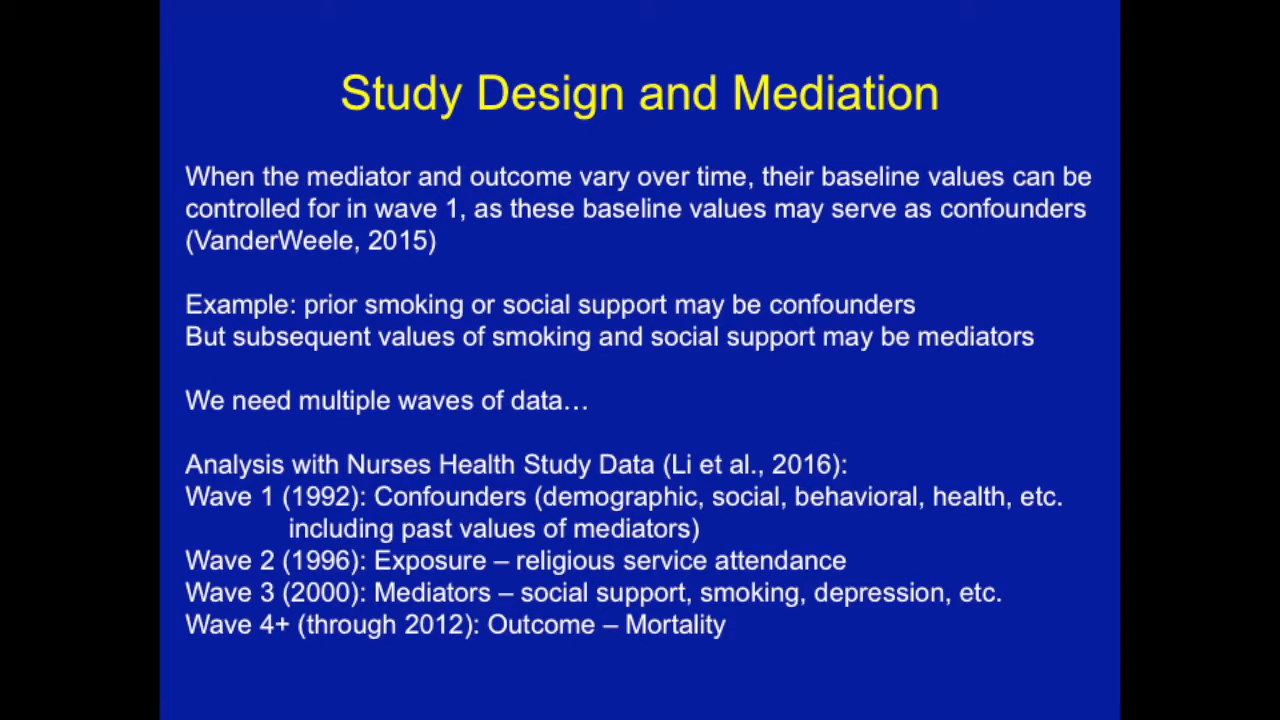 Study Design and Mediation
When the mediator and outcome vary over time, their baseline values can be
controlled for in wave 1, as these baseline values may serve as confounders
(VanderWeele, 2015)
Example: prior smoking or social support may be confounders
But subsequent values of smoking and social support may be mediators
We need multiple waves of data…
Analysis with Nurses Health Study Data (Li et al., 2016):
Wave 1 (1992): Confounders (demographic, social, behavioral, health, etc.
including past values of mediators)
Wave 2 (1996): Exposure – religious service attendance
Wave 3 (2000): Mediators – social support, smoking, depression, etc.
Wave 4+ (through 2012): Outcome – Mortality